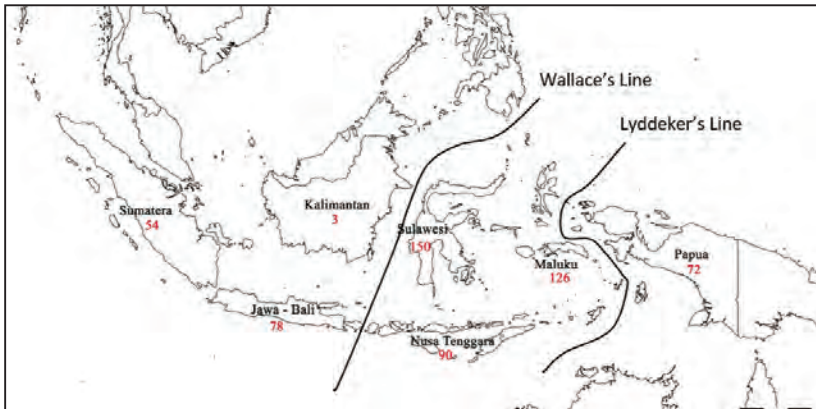 Wallace's Line
Lyddeker's Line
Sumatera
54
Kalimantan
3
Sulawesi
150
Maluku
126
Papua
72
Jawa - Bali
78
Nusa Tenggara
90